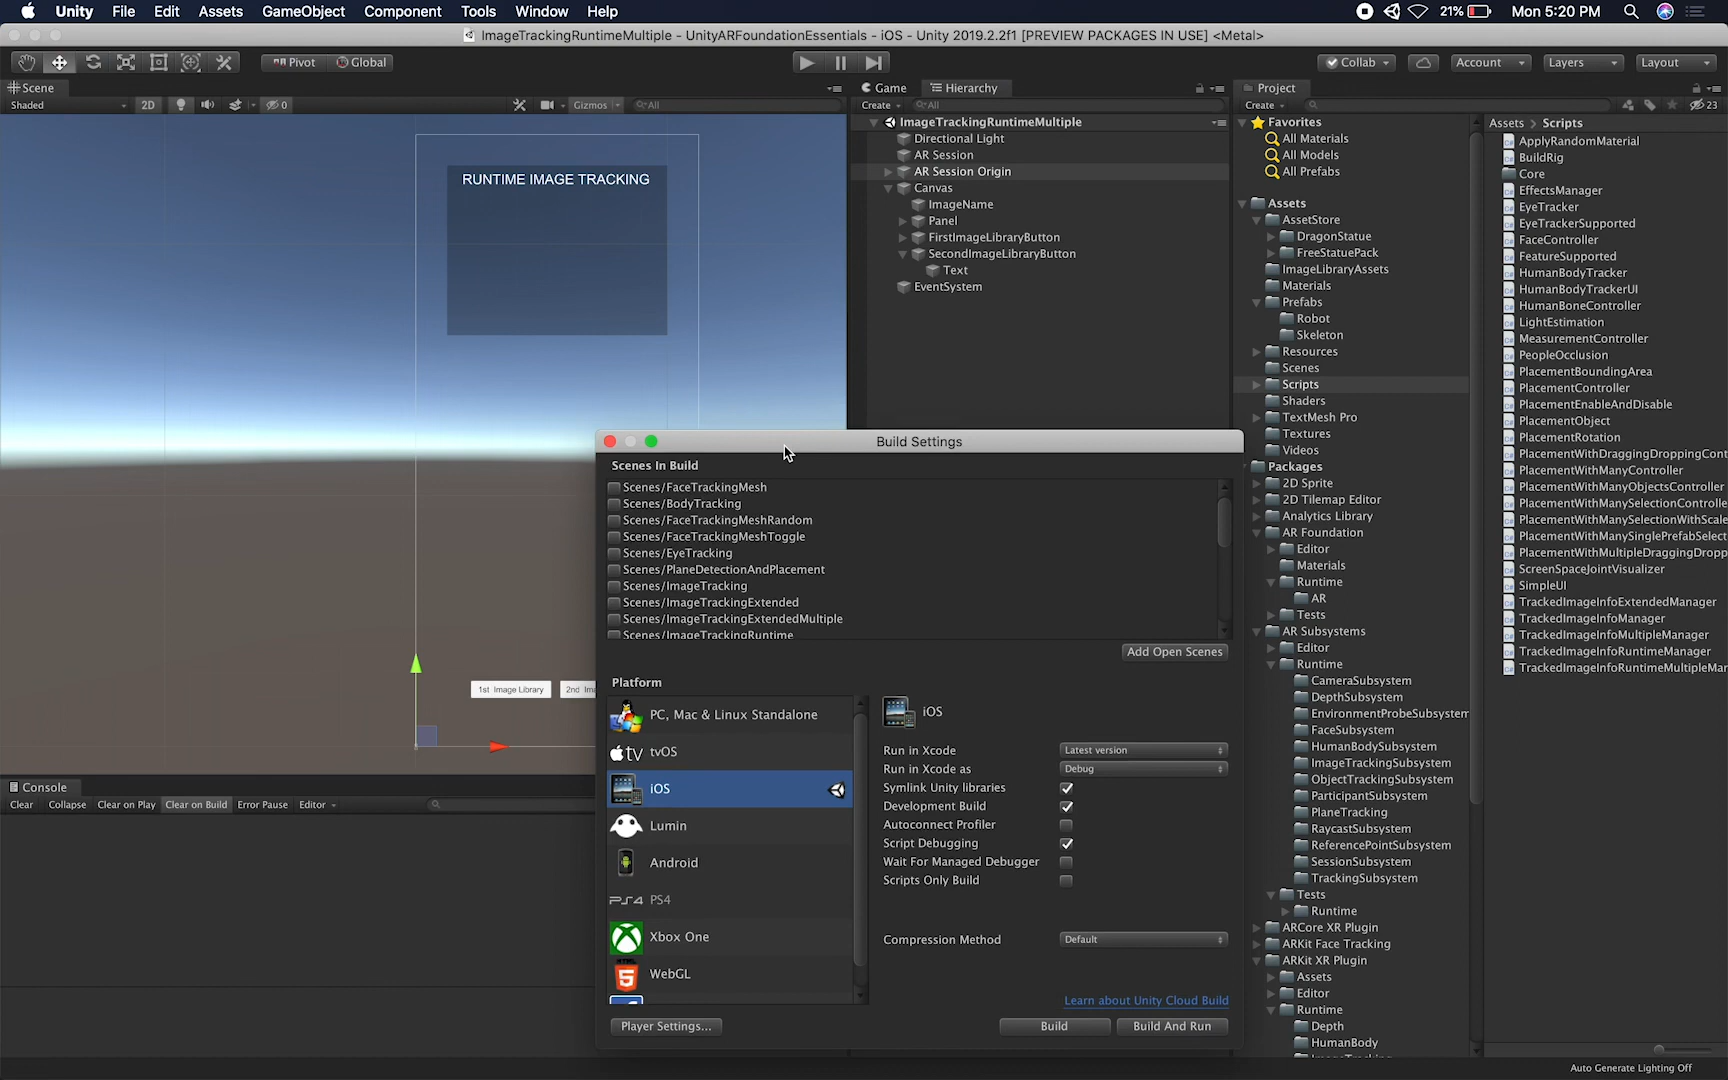 Unity File Edit Assets GameObject Component Tools Window Help
21% Mon 5:20 PM
ImageTrackingRuntimeMultiple - UnityARFoundationEssentials - iOS - Unity 2019.2.2f1 [PREVIEW PACKAGES IN USE] <Metal>
Pivot Global
Collab Account Layers Layout
Scene
Shaded 2D 0 Gizmos All
RUNTIME IMAGE TRACKING
1st Image Library 2nd Im
Game Hierarchy
Create All
ImageTrackingRuntimeMultiple
Directional Light
AR Session
AR Session Origin
Canvas
ImageName
Panel
FirstImageLibraryButton
SecondImageLibraryButton
Text
EventSystem
Project
Create 23
Favorites
All Materials
All Models
All Prefabs
Assets
AssetStore
DragonStatue
FreeStatuePack
ImageLibraryAssets
Materials
Prefabs
Robot
Skeleton
Resources
Scenes
Scripts
Shaders
TextMesh Pro
Textures
Videos
Packages
2D Sprite
2D Tilemap Editor
Analytics Library
AR Foundation
Editor
Materials
Runtime
AR
Tests
AR Subsystems
Editor
Runtime
CameraSubsystem
DepthSubsystem
EnvironmentProbeSubsystem
FaceSubsystem
HumanBodySubsystem
ImageTrackingSubsystem
ObjectTrackingSubsystem
ParticipantSubsystem
PlaneTracking
RaycastSubsystem
ReferencePointSubsystem
SessionSubsystem
TrackingSubsystem
Tests
Runtime
ARCore XR Plugin
ARKit Face Tracking
ARKit XR Plugin
Assets
Editor
Runtime
Depth
HumanBody
Assets > Scripts
ApplyRandomMaterial
BuildRig
Core
EffectsManager
EyeTracker
EyeTrackerSupported
FaceController
FeatureSupported
HumanBodyTracker
HumanBodyTrackerUI
HumanBoneController
LightEstimation
MeasurementController
PeopleOcclusion
PlacementBoundingArea
PlacementController
PlacementEnableAndDisable
PlacementObject
PlacementRotation
PlacementWithDraggingDroppingCont
PlacementWithManyController
PlacementWithManyObjectsController
PlacementWithManySelectionControlle
PlacementWithManySelectionWithScale
PlacementWithManySinglePrefabSelect
PlacementWithMultipleDraggingDropp
ScreenSpaceJointVisualizer
SimpleUI
TrackedImageInfoExtendedManager
TrackedImageInfoManager
TrackedImageInfoMultipleManager
TrackedImageInfoRuntimeManager
TrackedImageInfoRuntimeMultipleMar
Build Settings
Scenes In Build
Scenes/FaceTrackingMesh
Scenes/BodyTracking
Scenes/FaceTrackingMeshRandom
Scenes/FaceTrackingMeshToggle
Scenes/EyeTracking
Scenes/PlaneDetectionAndPlacement
Scenes/ImageTracking
Scenes/ImageTrackingExtended
Scenes/ImageTrackingExtendedMultiple
Scenes/ImageTrackingRuntime
Add Open Scenes
Platform
PC, Mac & Linux Standalone
tv tvOS
iOS
Lumin
Android
PS4 PS4
Xbox One
WebGL
iOS
Run in Xcode Latest version
Run in Xcode as Debug
Symlink Unity libraries
Development Build
Autoconnect Profiler
Script Debugging
Wait For Managed Debugger
Scripts Only Build
Compression Method Default
Learn about Unity Cloud Build
Player Settings... Build Build And Run
Console
Clear Collapse Clear on Play Clear on Build Error Pause Editor
Auto Generate Lighting Off